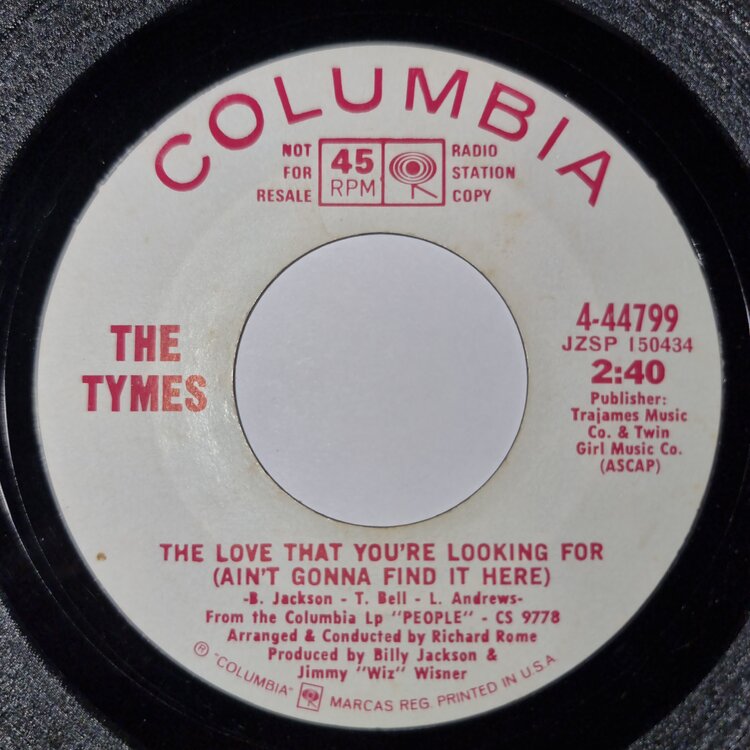 COLUMBIA
NOT
FOR
RESALE
45
RPM
RADIO
STATION
COPY
THE
TYMES
4-44799
JZSP 150434
2:40
Publisher:
Trajames Music
Co. & Twin
Girl Music Co.
(ASCAP)
THE LOVE THAT YOU'RE LOOKING FOR
(AIN'T GONNA FIND IT HERE)
-B. Jackson - T. Bell - L. Andrews-
From the Columbia Lp "PEOPLE" - CS 9778
Arranged & Conducted by Richard Rome
Produced by Billy Jackson &
Jimmy "Wiz" Wisner
® "COLUMBIA" MARCAS REG. PRINTED IN U.S.A.